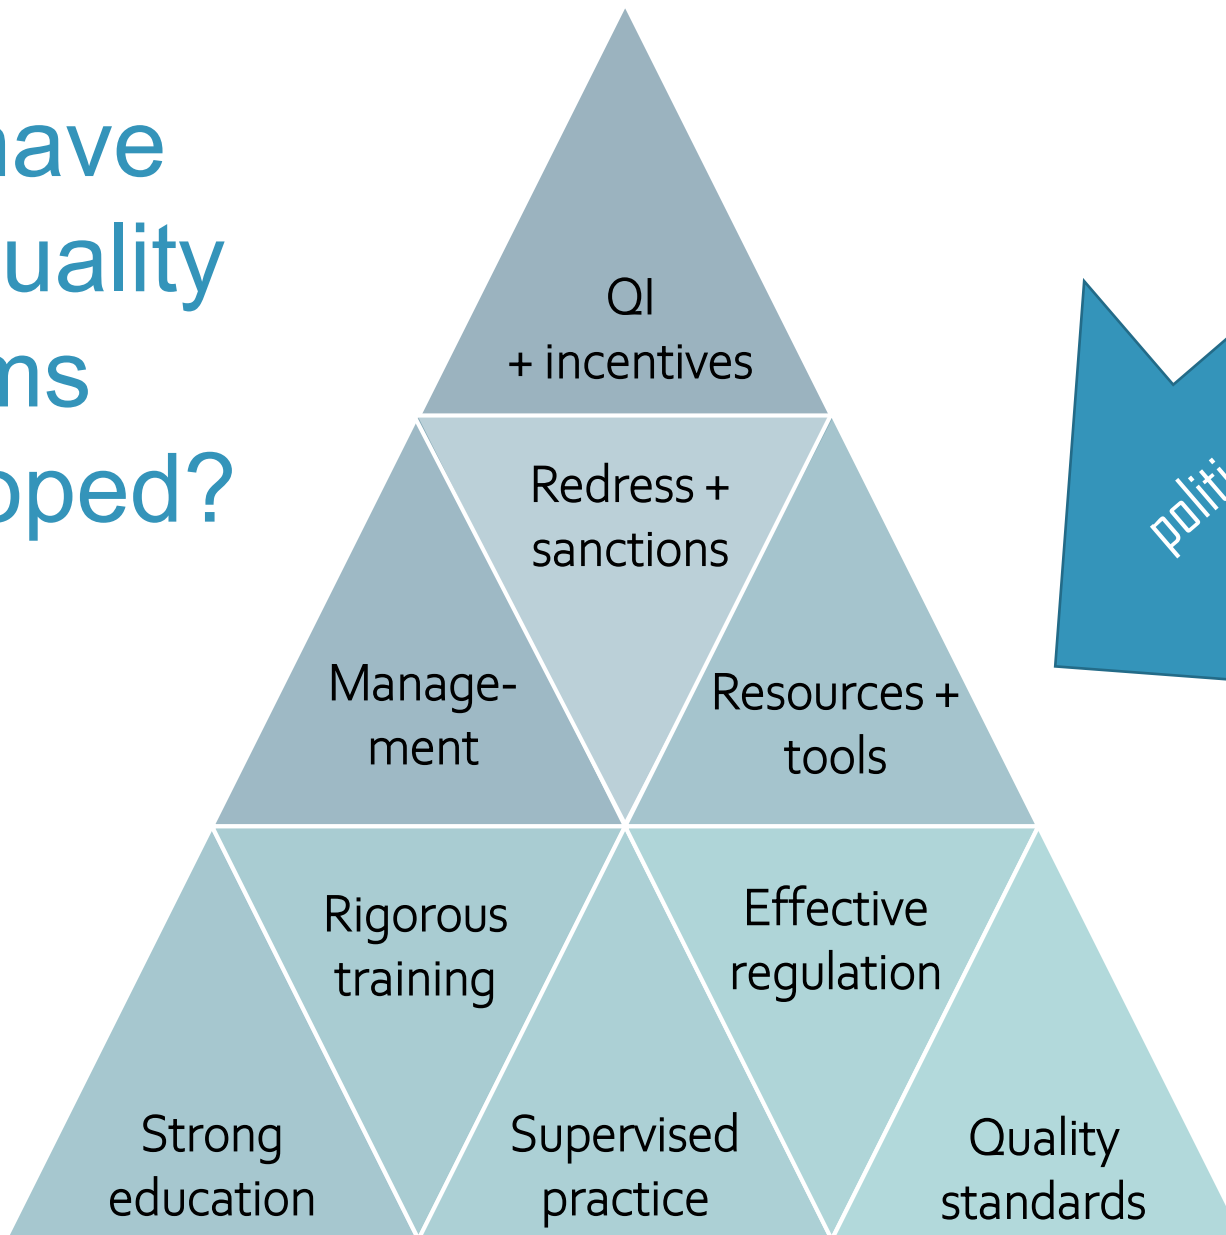 have
uality
ms
oped?
QI
+ incentives
Redress +
sanctions
politi
Manage-
ment
Resources +
tools
Rigorous
training
Effective
regulation
Strong
education
Supervised
practice
Quality
standards